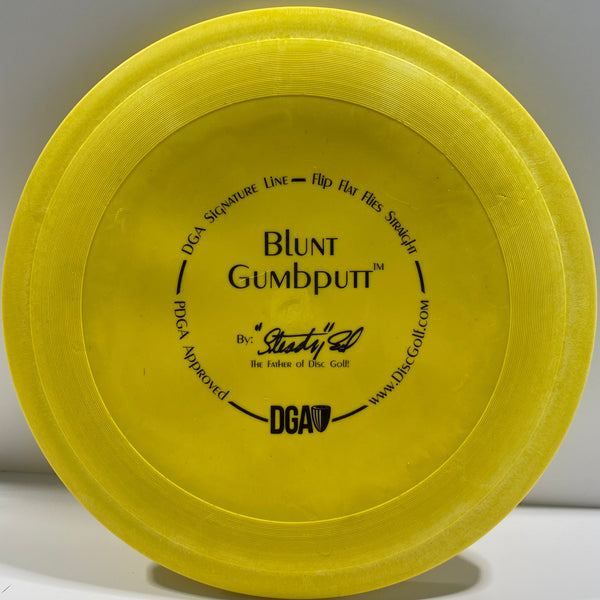 DGA Signature Line — Flip Flat Flies Straight
Blunt
Gumbputt™
By: "Steady" Ed
The Father of Disc Golf!
PDGA Approved
www.DiscGolf.com
DGA